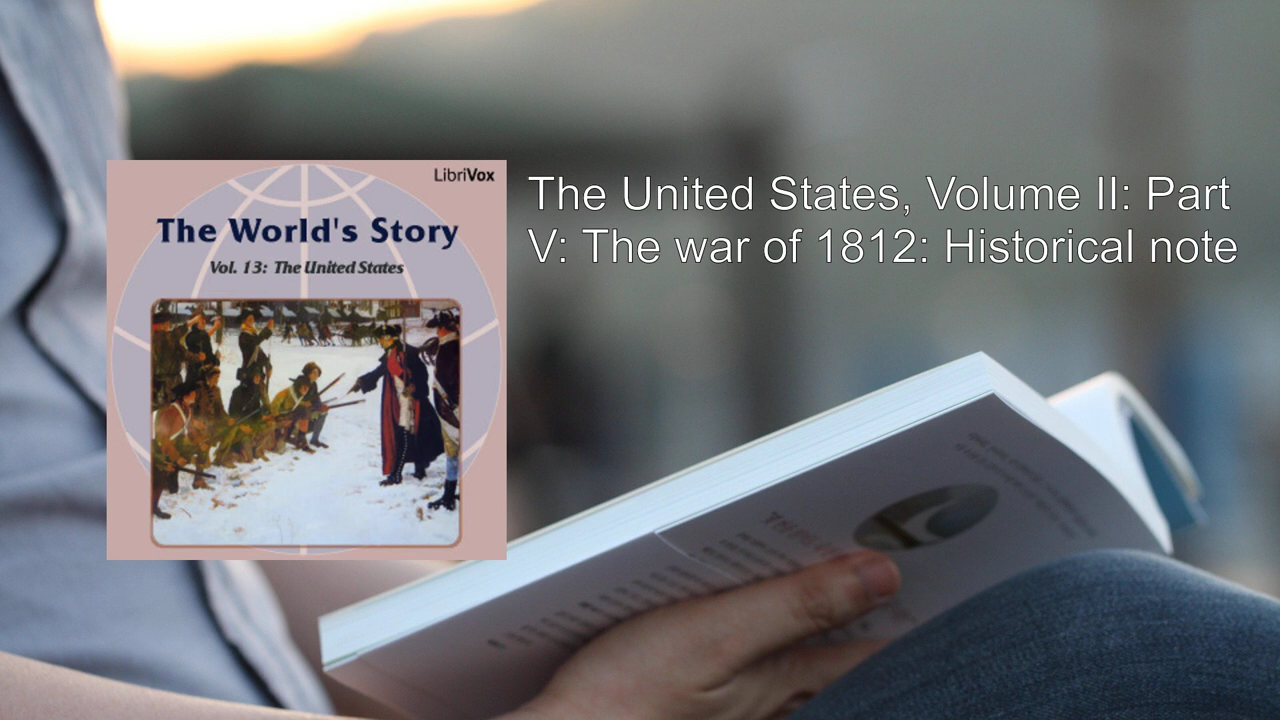 LibriVox
The World's Story
Vol. 13: The United States
The United States, Volume II: Part
V: The war of 1812: Historical note